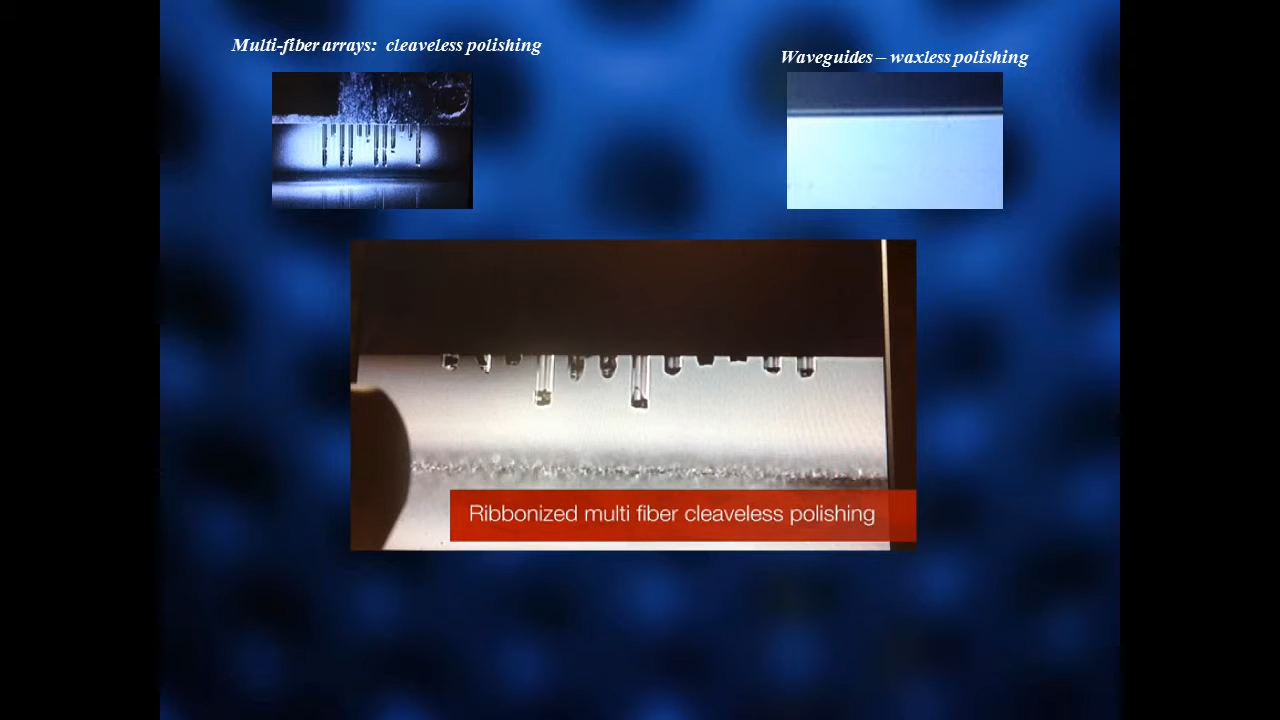 Multi-fiber arrays: cleaveless polishing
Waveguides – waxless polishing
Ribbonized multi fiber cleaveless polishing